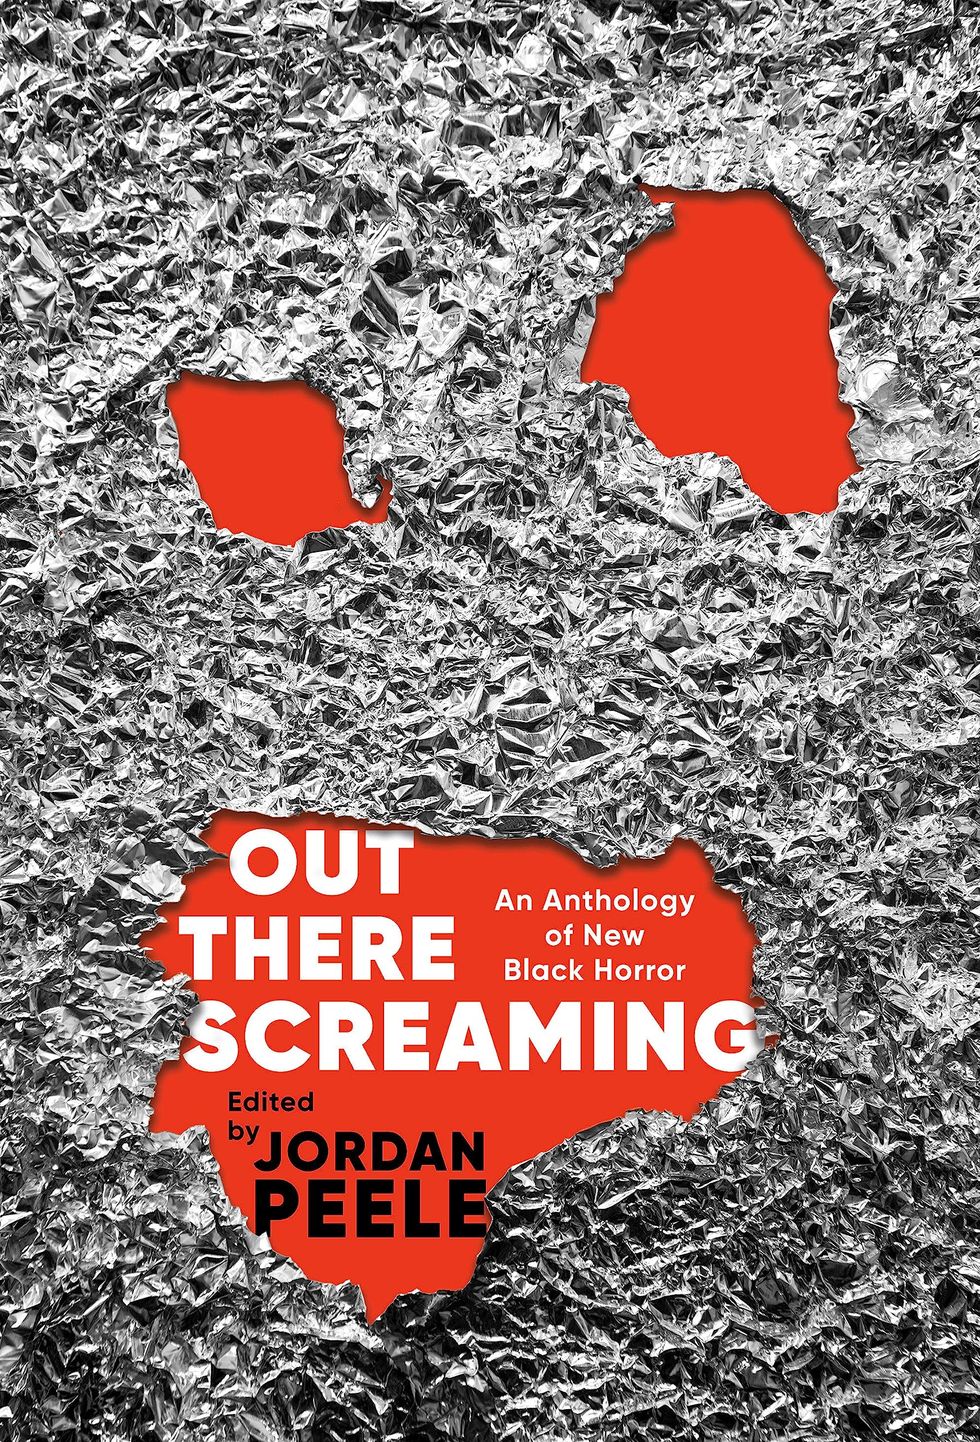 OUT
THERE
SCREAMING
An Anthology
of New
Black Horror
Edited
by JORDAN
PEELE